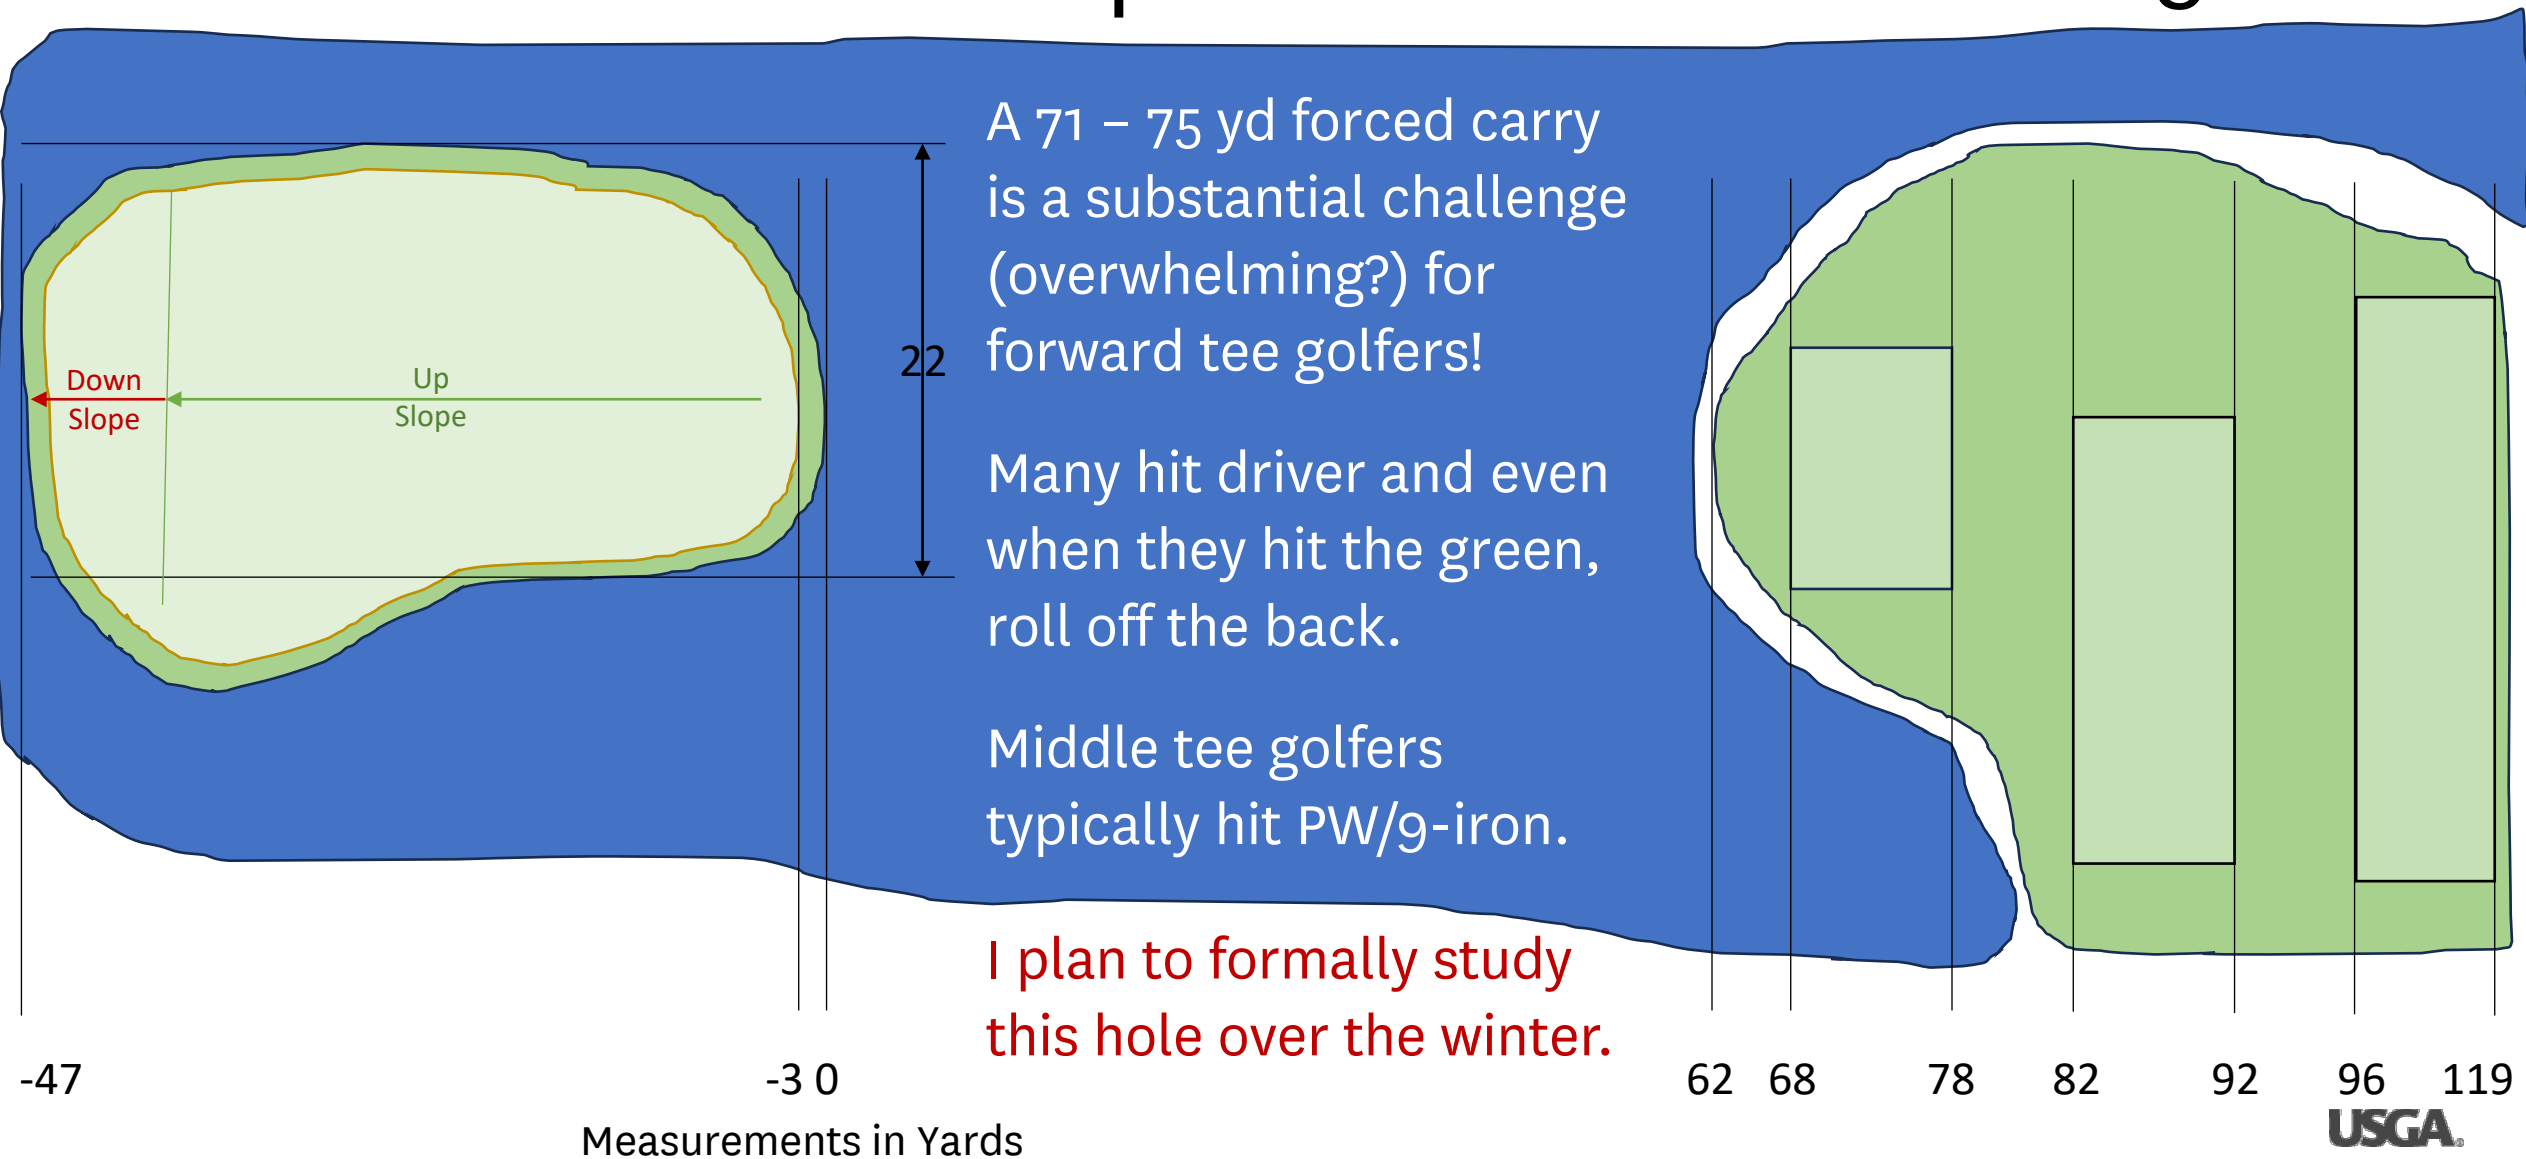 A 71 – 75 yd forced carry
is a substantial challenge
(overwhelming?) for
forward tee golfers!
Many hit driver and even
when they hit the green,
roll off the back.
Middle tee golfers
typically hit PW/9-iron.
I plan to formally study
this hole over the winter.
Down
Slope
Up
Slope
22
-47 -3 0 62 68 78 82 92 96 119
Measurements in Yards
USGA.